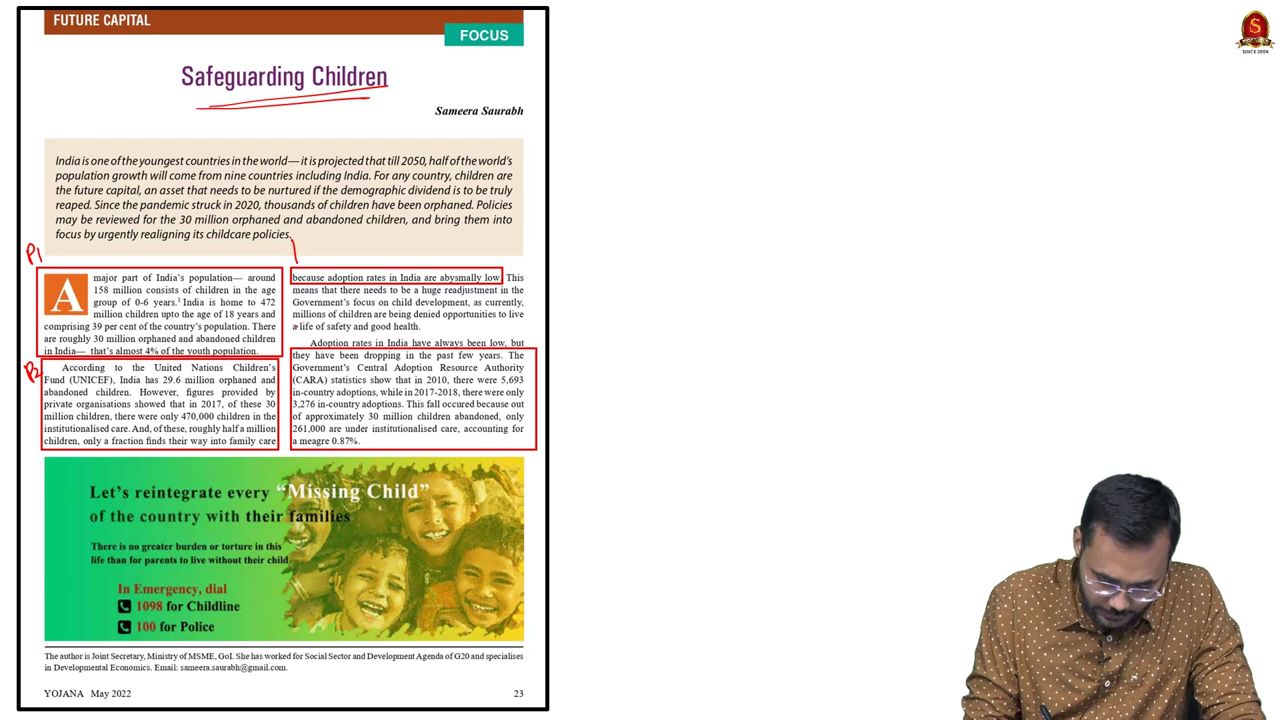 FUTURE CAPITAL
FOCUS
Safeguarding Children
Sameera Saurabh
India is one of the youngest countries in the world— it is projected that till 2050, half of the world's
population growth will come from nine countries including India. For any country, children are
the future capital, an asset that needs to be nurtured if the demographic dividend is to be truly
reaped. Since the pandemic struck in 2020, thousands of children have been orphaned. Policies
may be reviewed for the 30 million orphaned and abandoned children, and bring them into
focus by urgently realigning its childcare policies.
P1
A major part of India's population— around
158 million consists of children in the age
group of 0-6 years.1 India is home to 472
million children upto the age of 18 years and
comprising 39 per cent of the country's population. There
are roughly 30 million orphaned and abandoned children
in India— that's almost 4% of the youth population.
P2
According to the United Nations Children's
Fund (UNICEF), India has 29.6 million orphaned and
abandoned children. However, figures provided by
private organisations showed that in 2017, of these 30
million children, there were only 470,000 children in the
institutionalised care. And, of these, roughly half a million
children, only a fraction finds their way into family care
because adoption rates in India are abysmally low. This
means that there needs to be a huge readjustment in the
Government's focus on child development, as currently,
millions of children are being denied opportunities to live
a life of safety and good health.
Adoption rates in India have always been low, but
they have been dropping in the past few years. The
Government's Central Adoption Resource Authority
(CARA) statistics show that in 2010, there were 5,693
in-country adoptions, while in 2017-2018, there were only
3,276 in-country adoptions. This fall occured because out
of approximately 30 million children abandoned, only
261,000 are under institutionalised care, accounting for
a meagre 0.87%.
Let's reintegrate every "Missing Child"
of the country with their families
There is no greater burden or torture in this
life than for parents to live without their child
In Emergency, dial
1098 for Childline
100 for Police
The author is Joint Secretary, Ministry of MSME, GoI. She has worked for Social Sector and Development Agenda of G20 and specialises
in Developmental Economics. Email: sameera.saurabh@gmail.com.
YOJANA May 2022
23
S
SINCE 2004